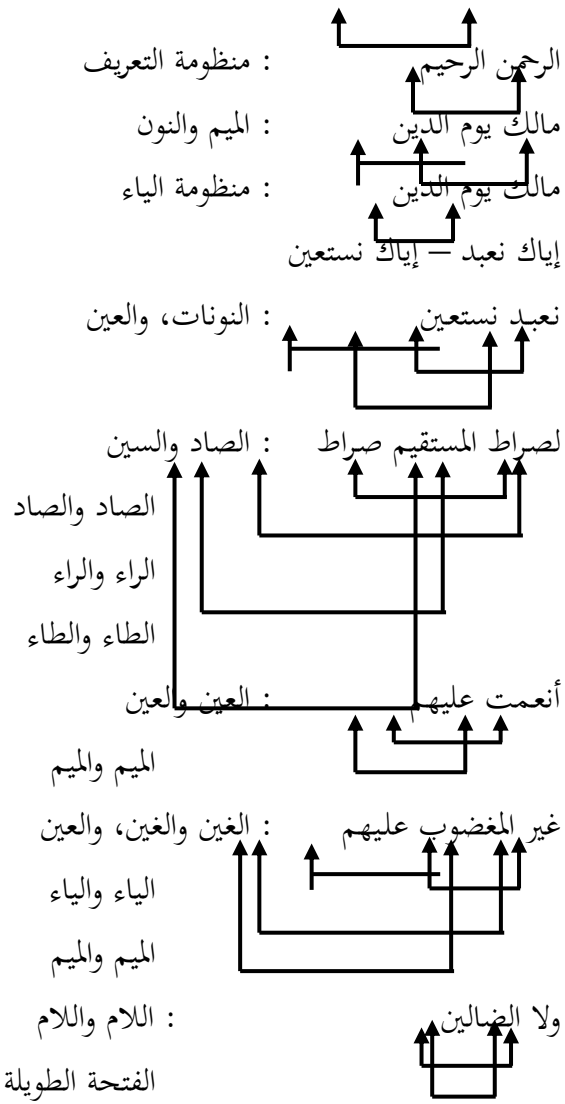 الرحمن الرحيم : منظومة التعريف
مالك يوم الدين : الميم والنون
مالك يوم الدين : منظومة الياء
إياك نعبد – إياك نستعين
نعبد نستعين : النونات، والعين
لصراط المستقيم صراط : الصاد والسين
الصاد والصاد
الراء والراء
الطاء والطاء
أنعمت عليهم : العين والعين
الميم والميم
غير المغضوب عليهم : الغين والغين، والعين
الياء والياء
الميم والميم
ولا الضالين : اللام واللام
الفتحة الطويلة